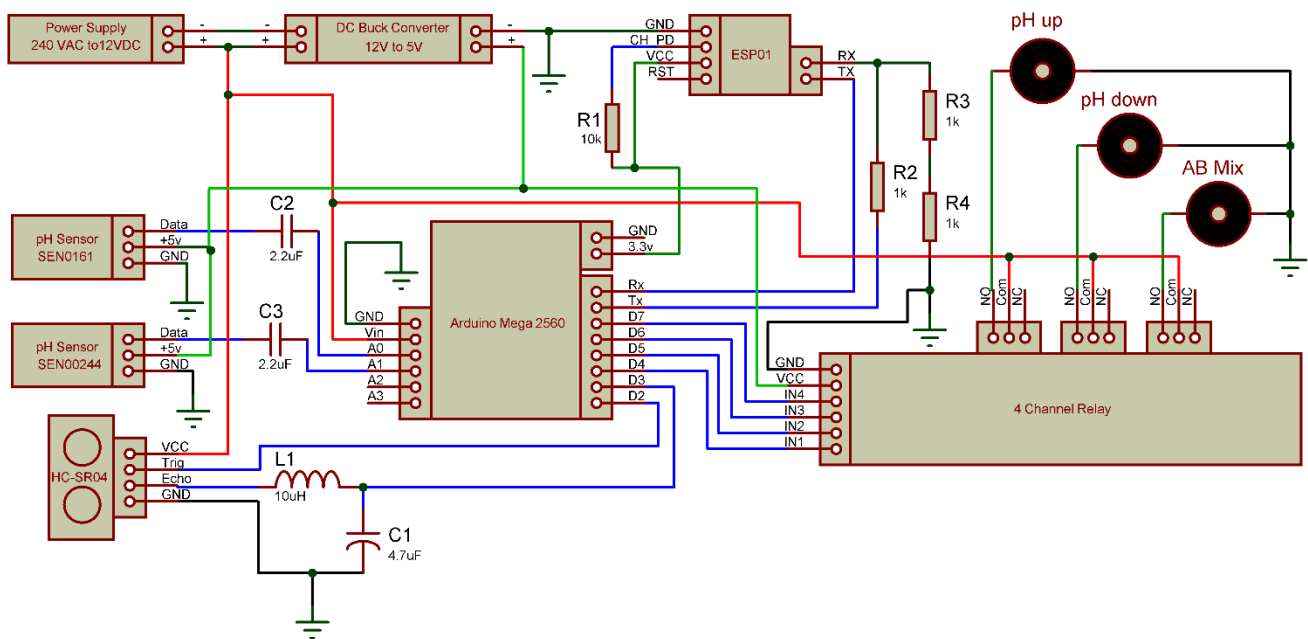 Power Supply
240 VAC to12VDC
-
+
-
+
DC Buck Converter
12V to 5V
-
+
GND
CH_PD
VCC
RST
ESP01
RX
TX
R1
10k
R2
1k
R3
1k
R4
1k
pH up
pH down
AB Mix
pH Sensor
SEN0161
Data
+5v
GND
C2
2.2uF
pH Sensor
SEN00244
Data
+5v
GND
C3
2.2uF
HC-SR04
VCC
Trig
Echo
GND
L1
10uH
C1
4.7uF
Arduino Mega 2560
GND
Vin
A0
A1
A2
A3
GND
3.3v
Rx
Tx
D7
D6
D5
D4
D3
D2
NO
Com
NC
NO
Com
NC
NO
Com
NC
GND
VCC
IN4
IN3
IN2
IN1
4 Channel Relay